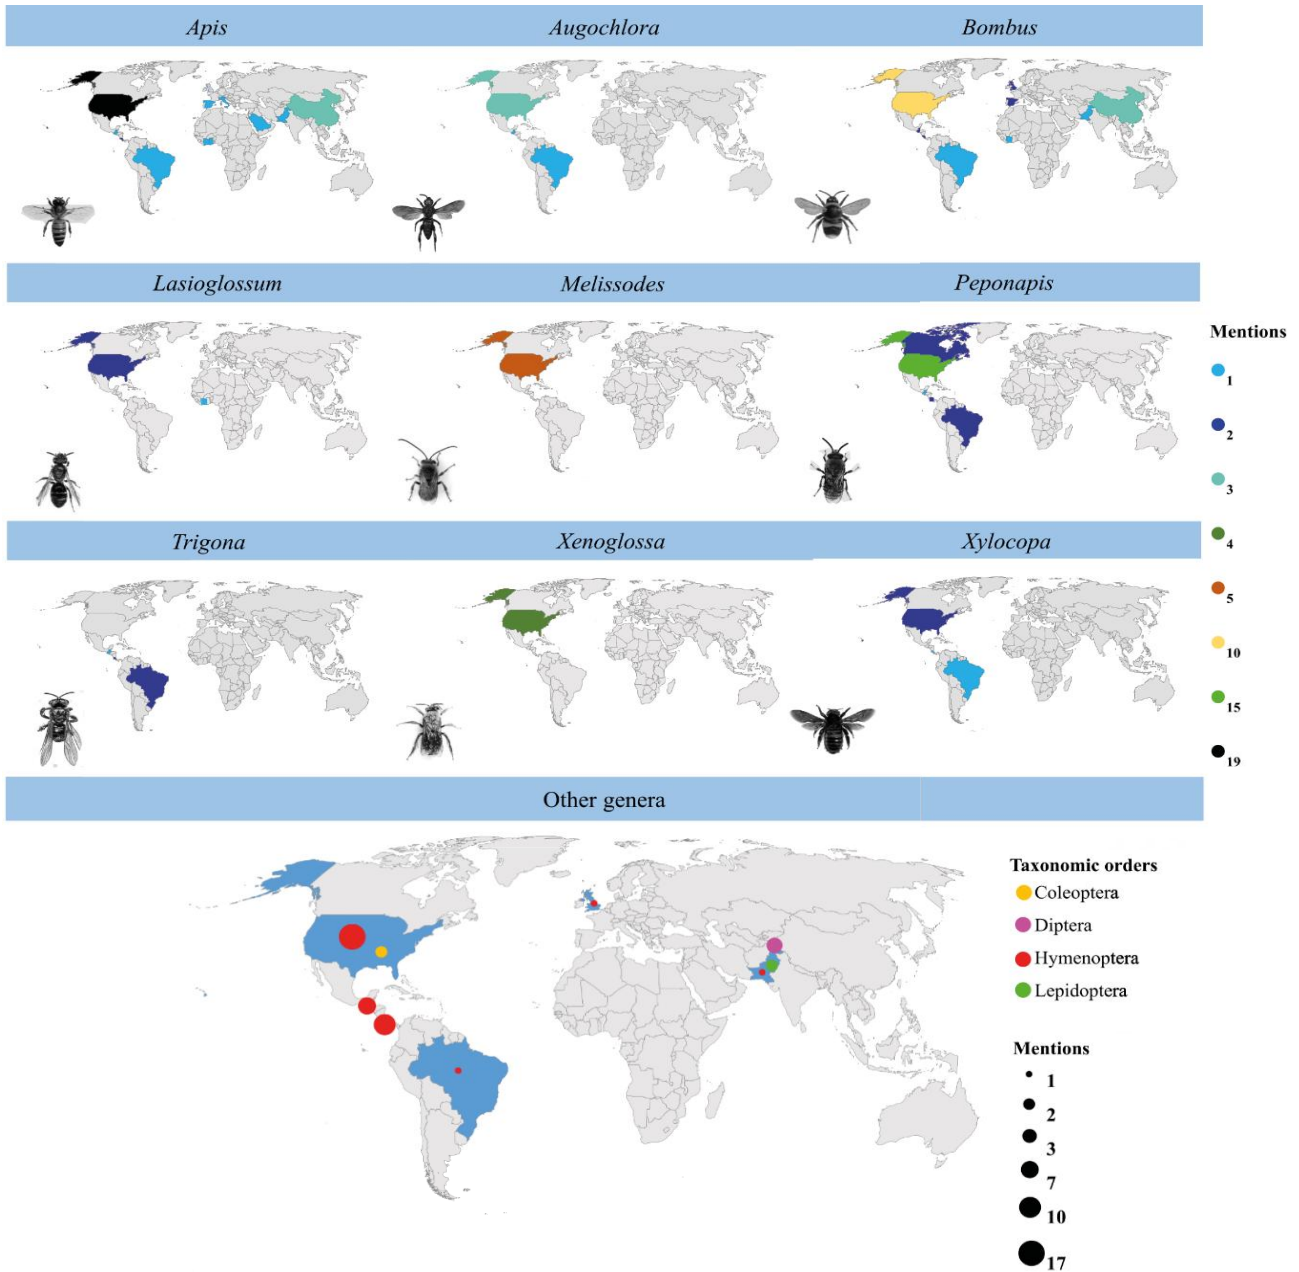 Apis
Augochlora
Bombus
Lasioglossum
Melissodes
Peponapis
Mentions
1
2
3
4
5
10
15
19
Trigona
Xenoglossa
Xylocopa
Other genera
Taxonomic orders
Coleoptera
Diptera
Hymenoptera
Lepidoptera
Mentions
1
2
3
7
10
17